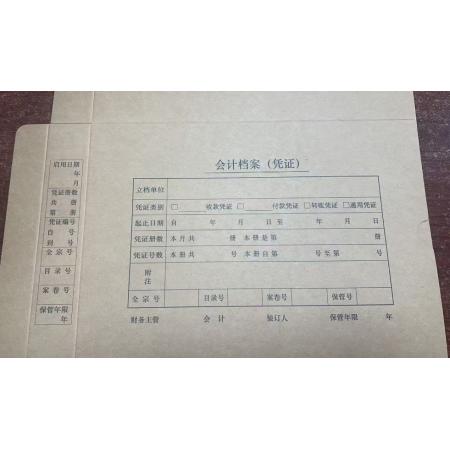 启用日期
年
月
凭证册数
共 册
第 册
凭证编号
自 号
到 号
全宗号
目录号
案卷号
保管年限
年
会计档案（凭证）
立档单位
凭证类别 □ 收款凭证 □ 付款凭证 □转账凭证 □通用凭证
起止日期 自 年 月 日至 年 月 日
凭证册数 本月共 册 本册是第 册
凭证号数 本册共 号 本册自第 号至第 号
附
注
全宗号 目录号 案卷号 保管号
财务主管 会计 装订人 保管年限 年